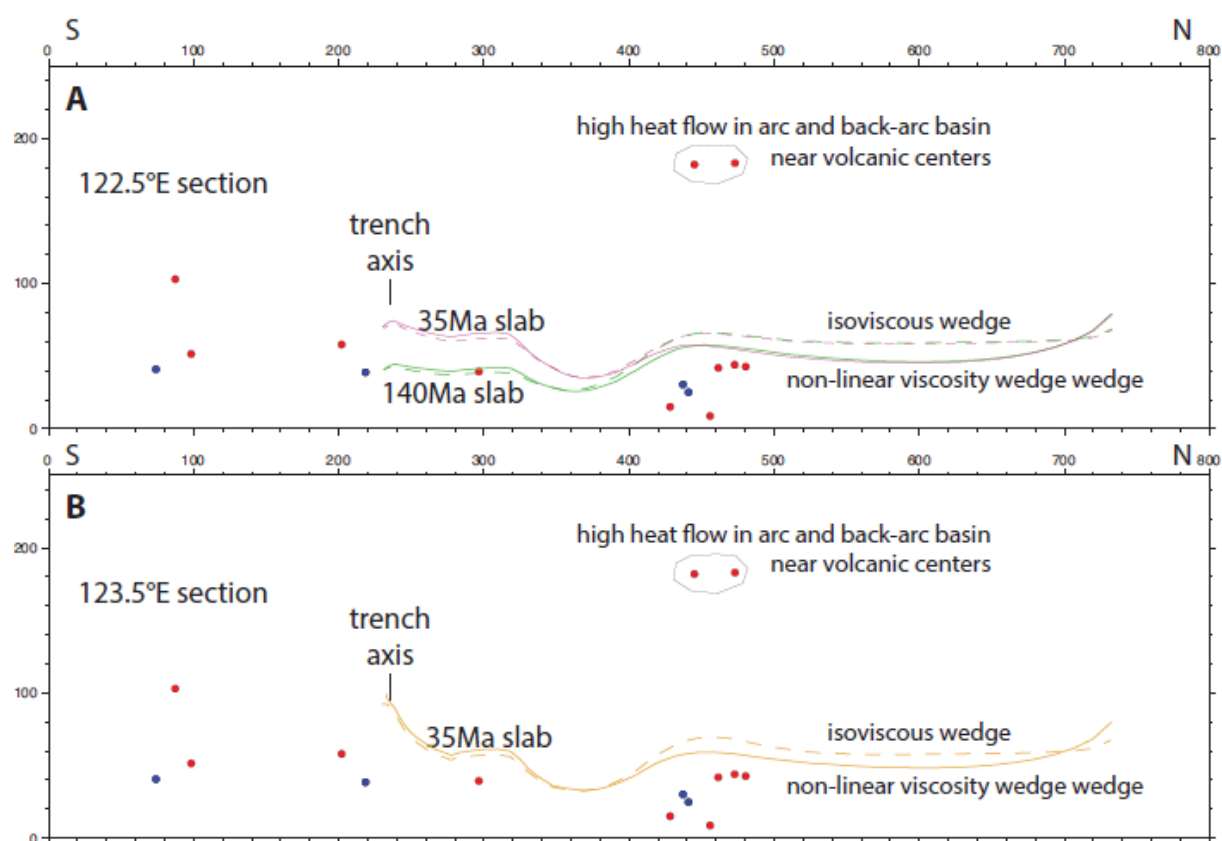 S N
0 100 200 300 400 500 600 700 800
A
200
high heat flow in arc and back-arc basin
near volcanic centers
122.5°E section
trench
axis
100
35Ma slab
isoviscous wedge
140Ma slab
non-linear viscosity wedge wedge
0
S N
0 100 200 300 400 500 600 700 800
B
200
high heat flow in arc and back-arc basin
near volcanic centers
123.5°E section
trench
axis
100
35Ma slab
isoviscous wedge
non-linear viscosity wedge wedge
0